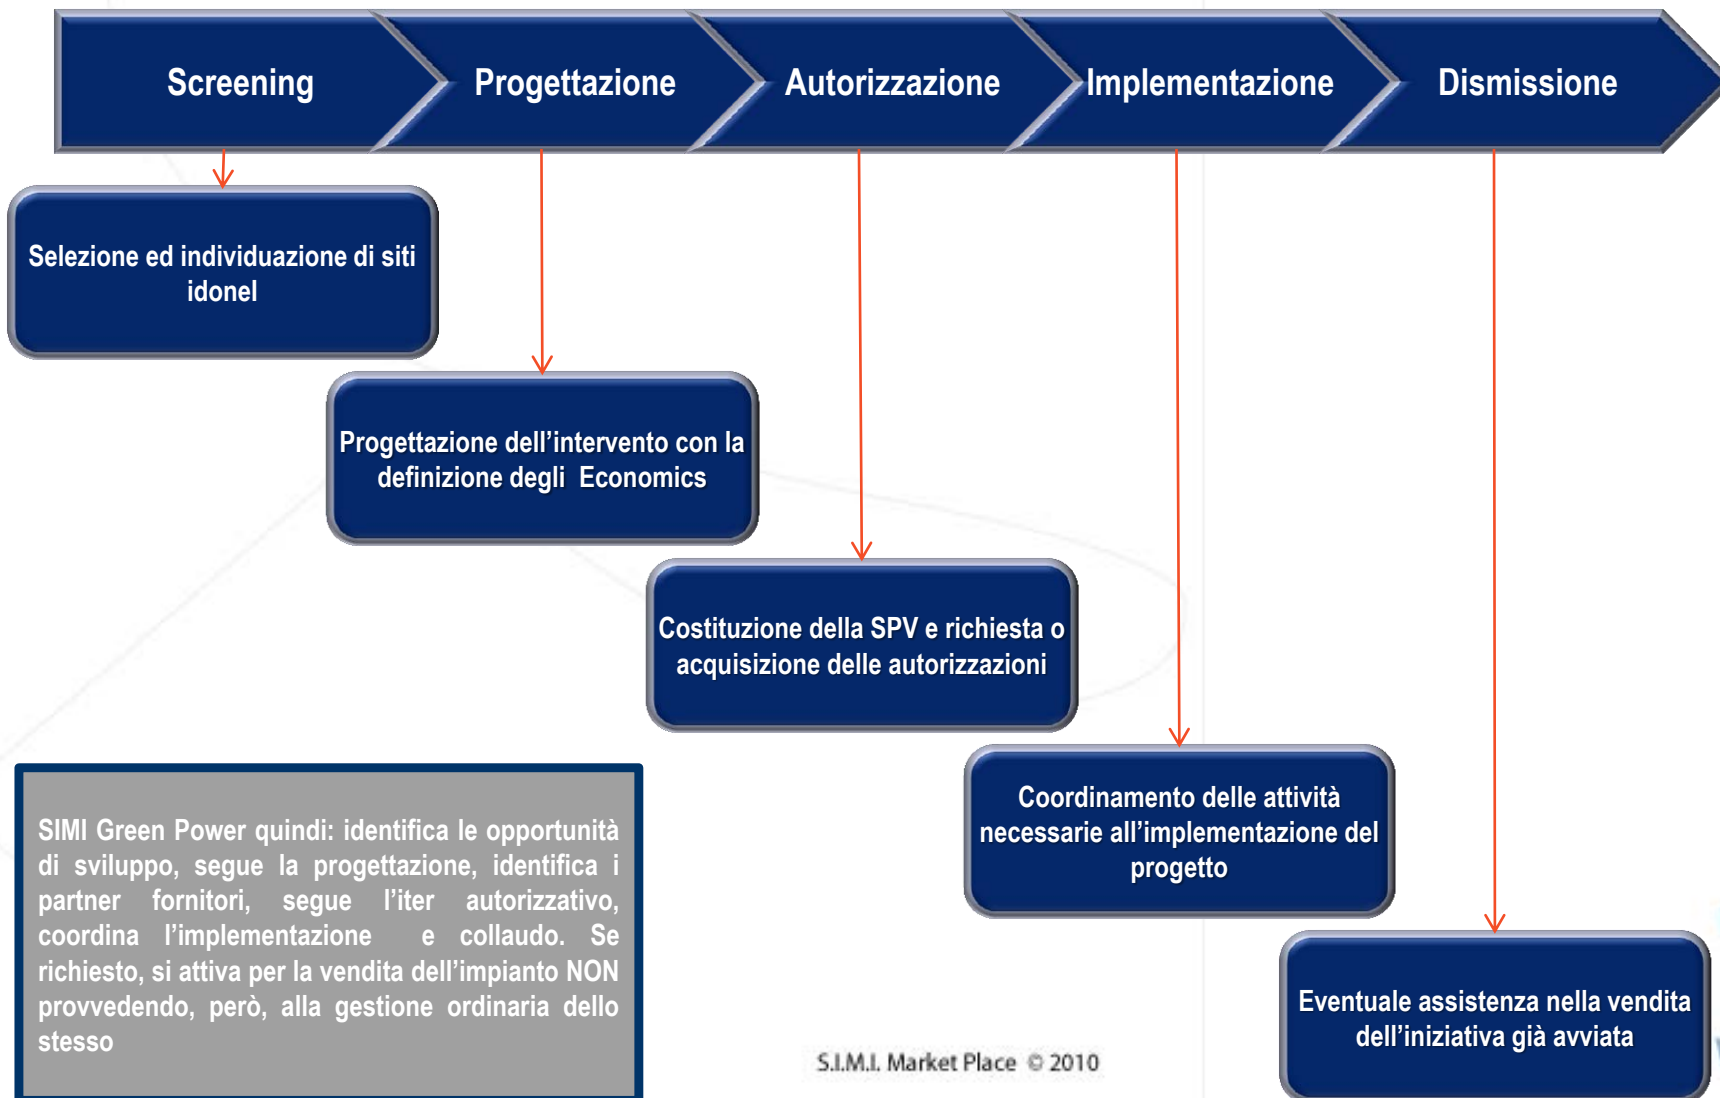 Screening
Progettazione
Autorizzazione
Implementazione
Dismissione
Selezione ed individuazione di siti
idonel
Progettazione dell’intervento con la
definizione degli Economics
Costituzione della SPV e richiesta o
acquisizione delle autorizzazioni
Coordinamento delle attività
necessarie all’implementazione del
progetto
Eventuale assistenza nella vendita
dell’iniziativa già avviata
SIMI Green Power quindi: identifica le opportunità
di sviluppo, segue la progettazione, identifica i
partner fornitori, segue l’iter autorizzativo,
coordina l’implementazione e collaudo. Se
richiesto, si attiva per la vendita dell’impianto NON
provvedendo, però, alla gestione ordinaria dello
stesso
S.I.M.I. Market Place © 2010